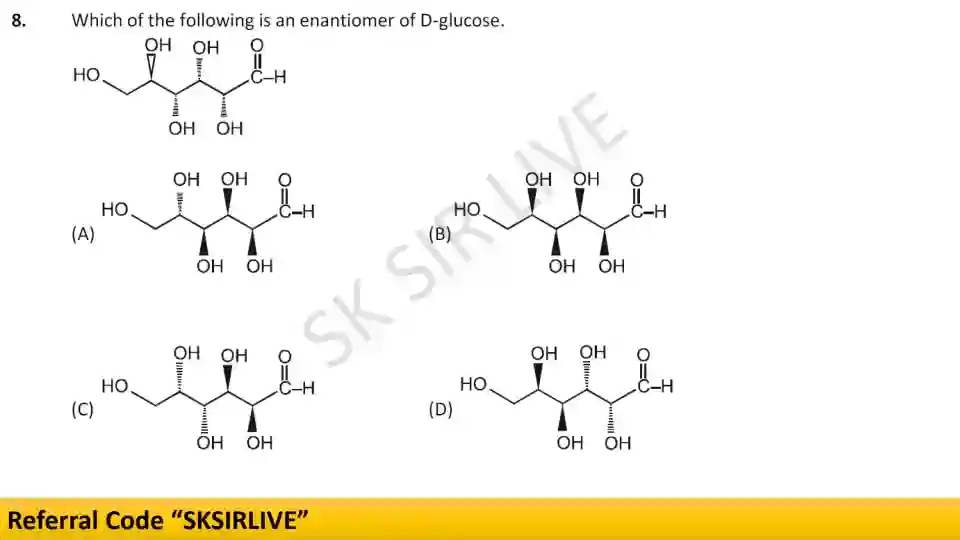 8. Which of the following is an enantiomer of D-glucose.
OH OH O
HO C–H
OH OH
OH OH O
HO C–H
(A)
OH OH
OH OH O
HO C–H
(B)
OH OH
OH OH O
HO C–H
(C)
OH OH
OH OH O
HO C–H
(D)
OH OH
SK SIR LIVE
Referral Code “SKSIRLIVE”